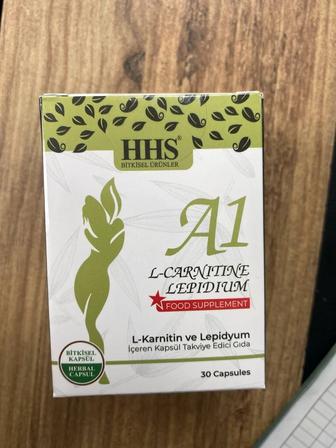 HHS®
BİTKİSEL ÜRÜNLER
A1
L-CARNITINE
LEPIDIUM
FOOD SUPPLEMENT
L-Karnitin ve Lepidyum
İçeren Kapsül Takviye Edici Gıda
BİTKİSEL
KAPSÜL
HERBAL
CAPSUL
30 Capsules